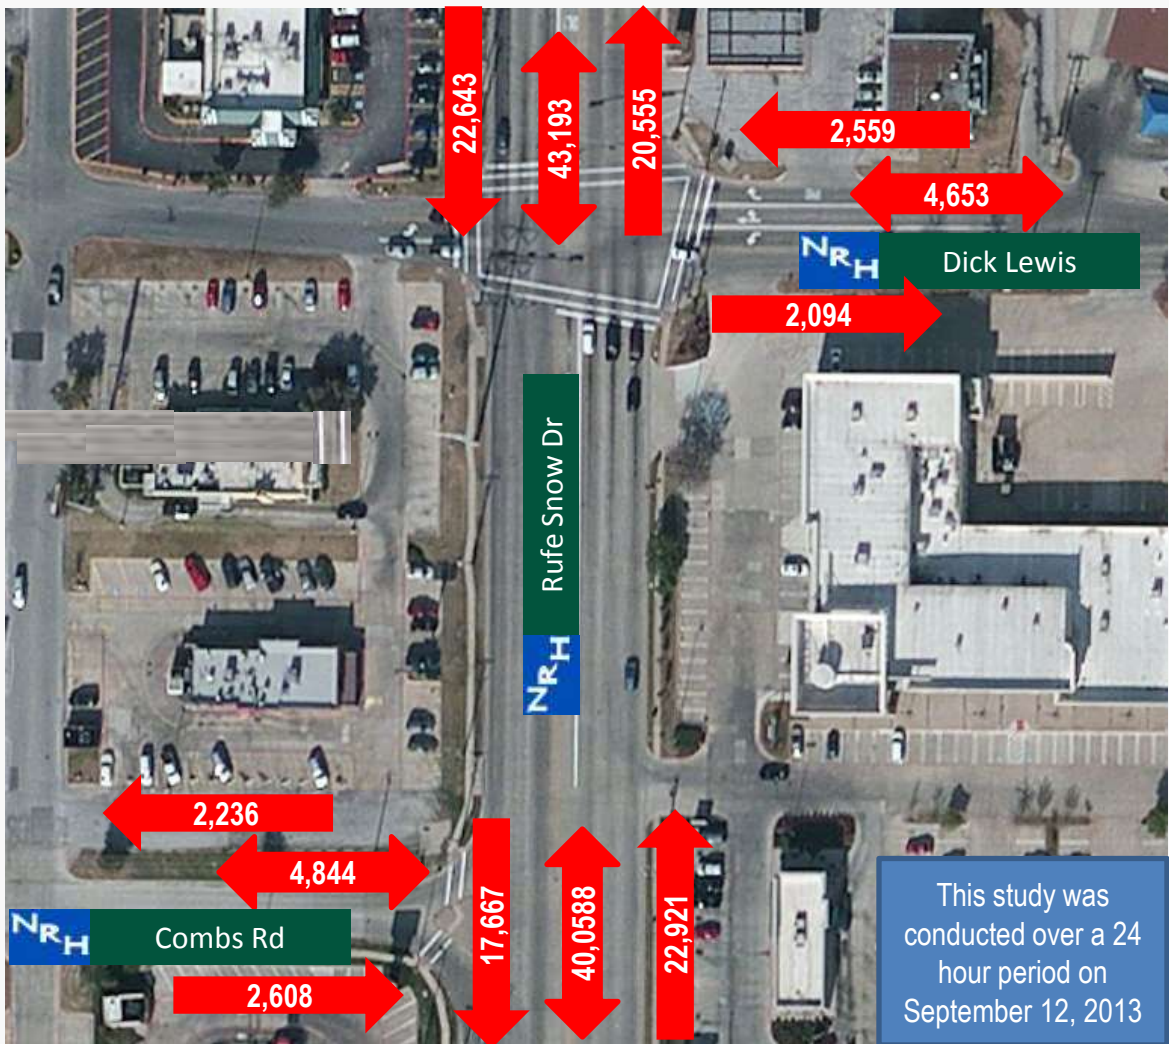 22,643
43,193
20,555
2,559
4,653
NRH Dick Lewis
2,094
NRH Rufe Snow Dr
2,236
4,844
NRH Combs Rd
2,608
17,667
40,0588
22,921
This study was
conducted over a 24
hour period on
September 12, 2013